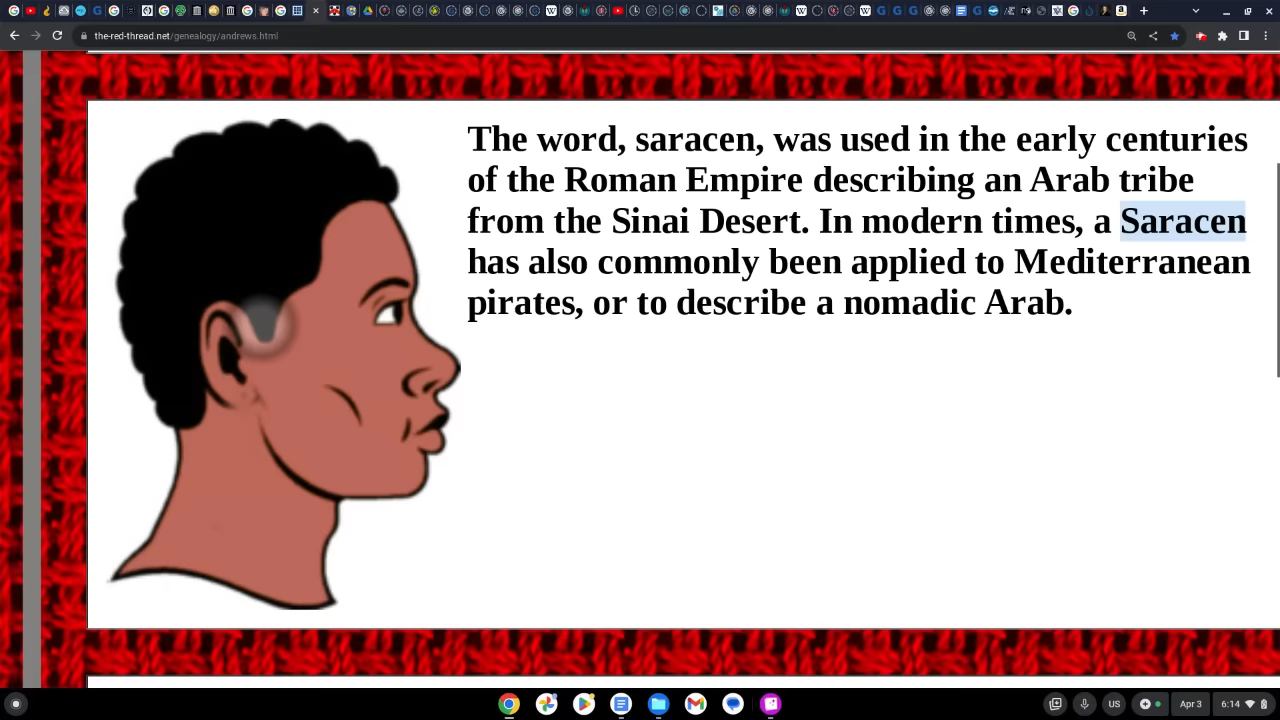 the-red-thread.net/genealogy/andrews.html
The word, saracen, was used in the early centuries
of the Roman Empire describing an Arab tribe
from the Sinai Desert. In modern times, a Saracen
has also commonly been applied to Mediterranean
pirates, or to describe a nomadic Arab.
US
Apr 3
6:14